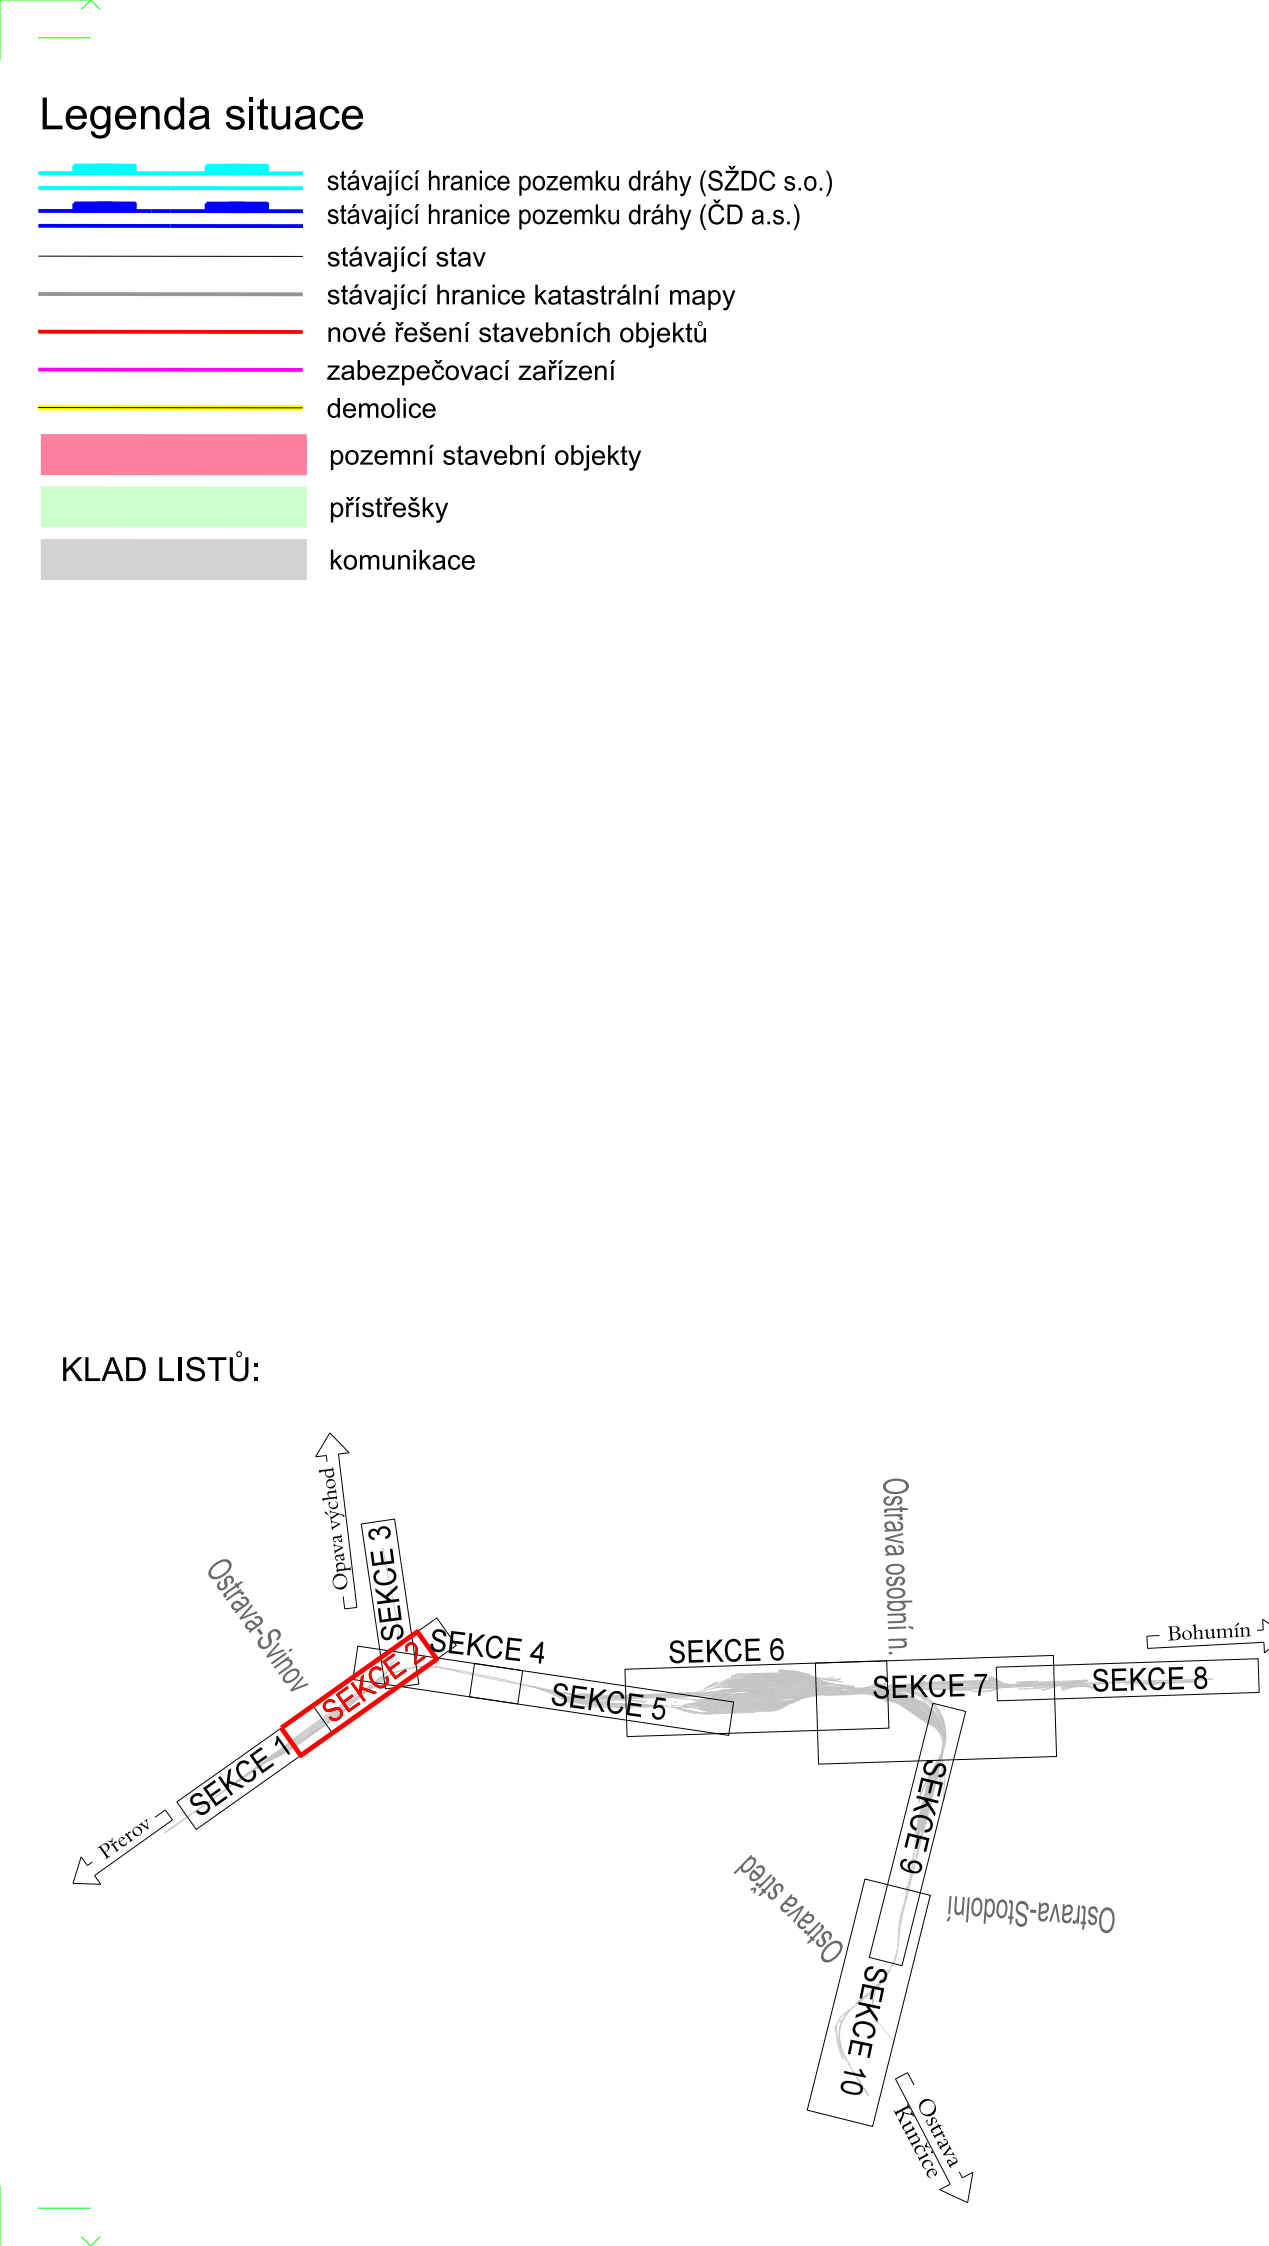 Legenda situace
stávající hranice pozemku dráhy (SŽDC s.o.)
stávající hranice pozemku dráhy (ČD a.s.)
stávající stav
stávající hranice katastrální mapy
nové řešení stavebních objektů
zabezpečovací zařízení
demolice
pozemní stavební objekty
přístřešky
komunikace
KLAD LISTŮ:
Opava východ
Ostrava-Svinov
SEKCE 3
SEKCE 2
SEKCE 1
Přerov
SEKCE 4
SEKCE 5
SEKCE 6
Ostrava osobní n.
SEKCE 7
SEKCE 8
Bohumín
SEKCE 9
Ostrava střed
Ostrava-Stodolní
SEKCE 10
Ostrava
Kunčice